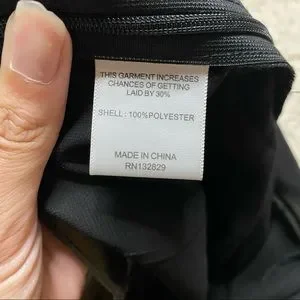 THIS GARMENT INCREASES
CHANCES OF GETTING
LAID BY 30%
SHELL: 100%POLYESTER
MADE IN CHINA
RN132829